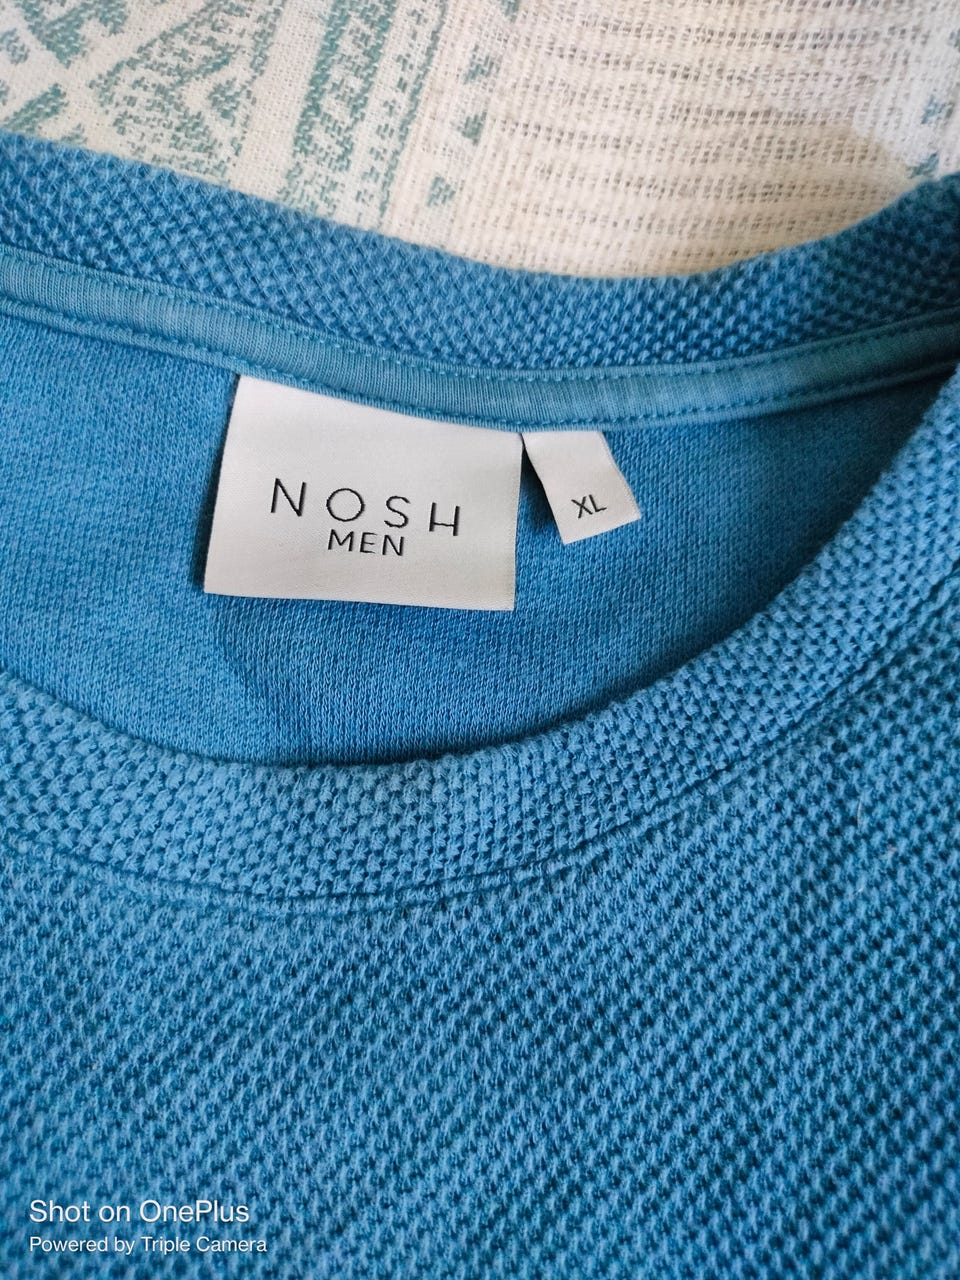 NOSH
MEN
XL
Shot on OnePlus
Powered by Triple Camera